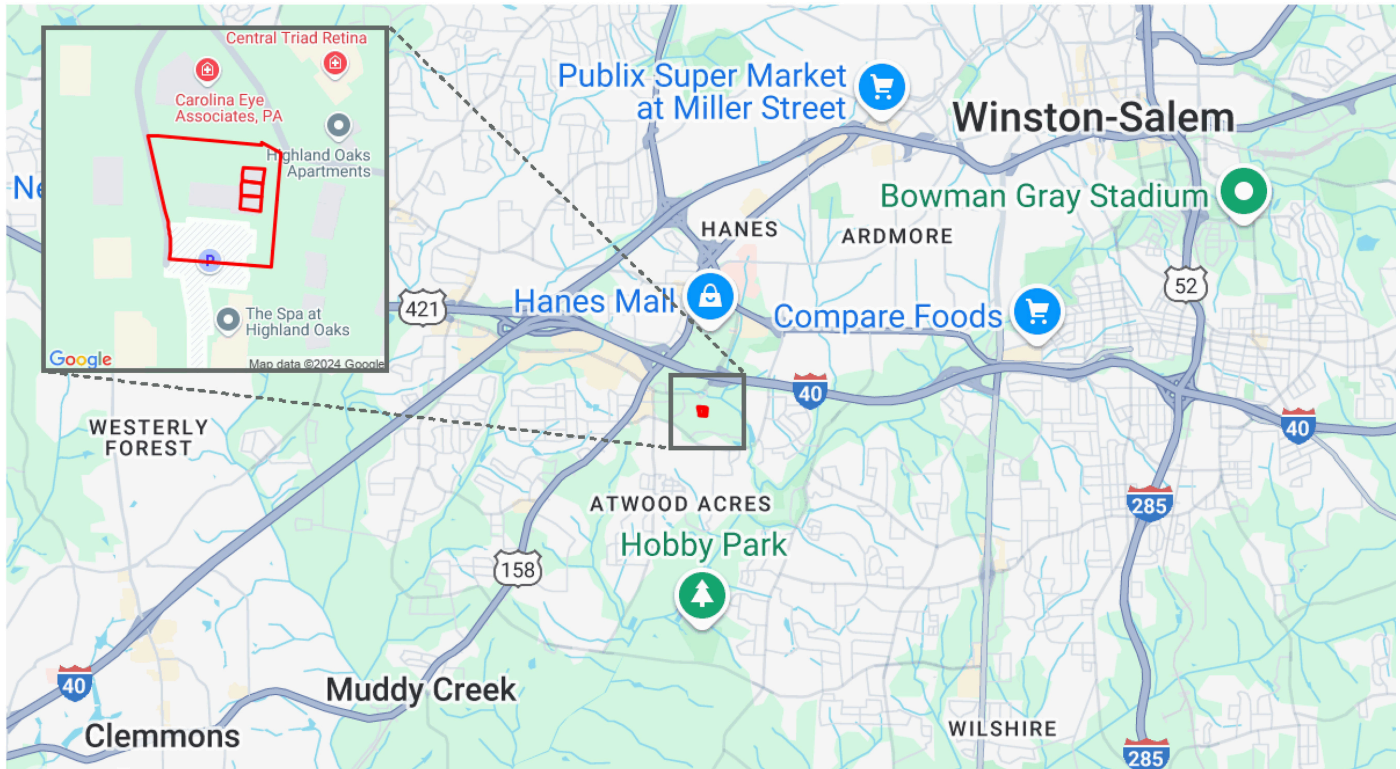 Central Triad Retina
Carolina Eye
Associates, PA
Highland Oaks
Apartments
P
The Spa at
Highland Oaks
Google
Map data ©2024 Google
Publix Super Market
at Miller Street
Winston-Salem
Bowman Gray Stadium
HANES
ARDMORE
52
Hanes Mall
421
Compare Foods
40
40
WESTERLY
FOREST
ATWOOD ACRES
285
Hobby Park
158
40
Muddy Creek
Clemmons
WILSHIRE
285